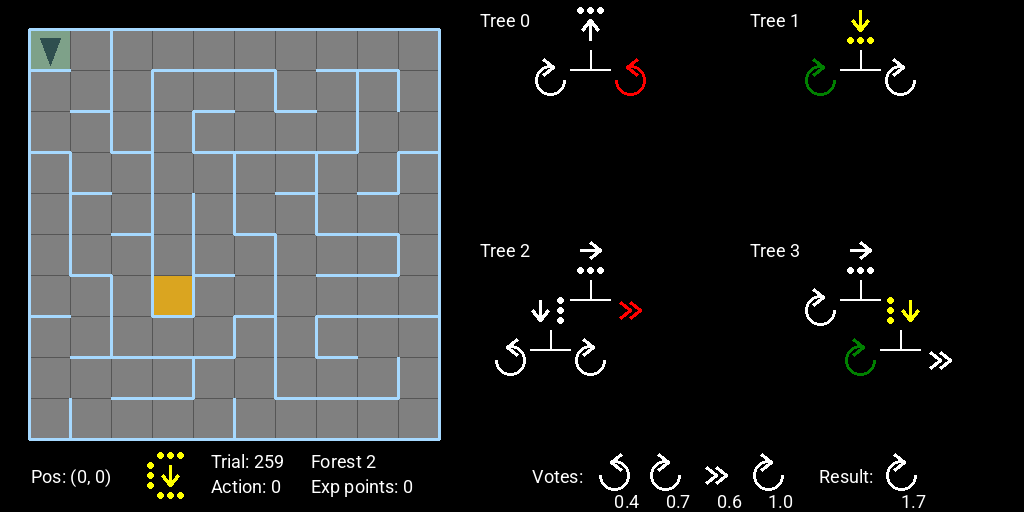 Tree 0
Tree 1
Tree 2
Tree 3
Pos: (0, 0)
Trial: 259
Forest 2
Action: 0
Exp points: 0
Votes:
0.4
0.7
0.6
1.0
Result:
1.7